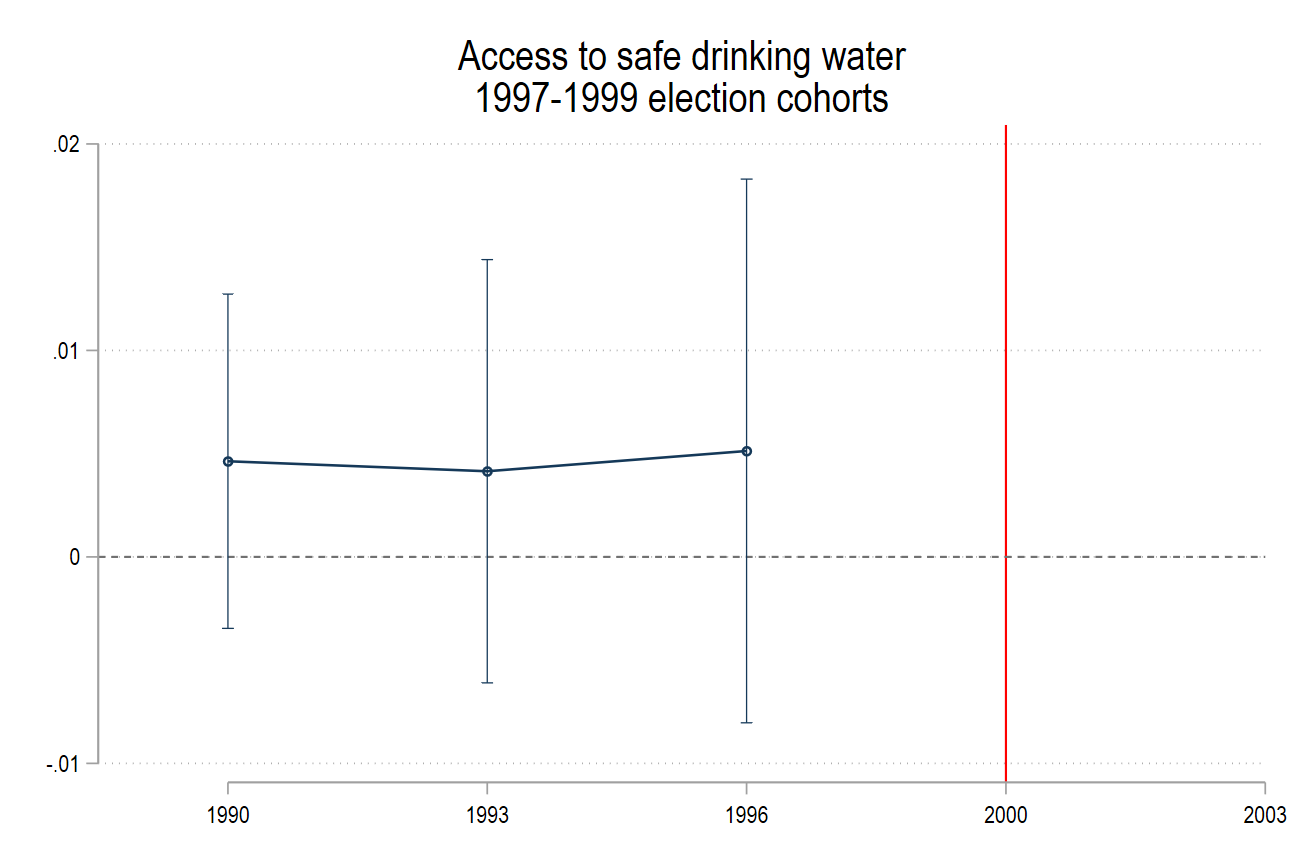 Access to safe drinking water
1997-1999 election cohorts
.02
.01
0
-.01
1990 1993 1996 2000 2003